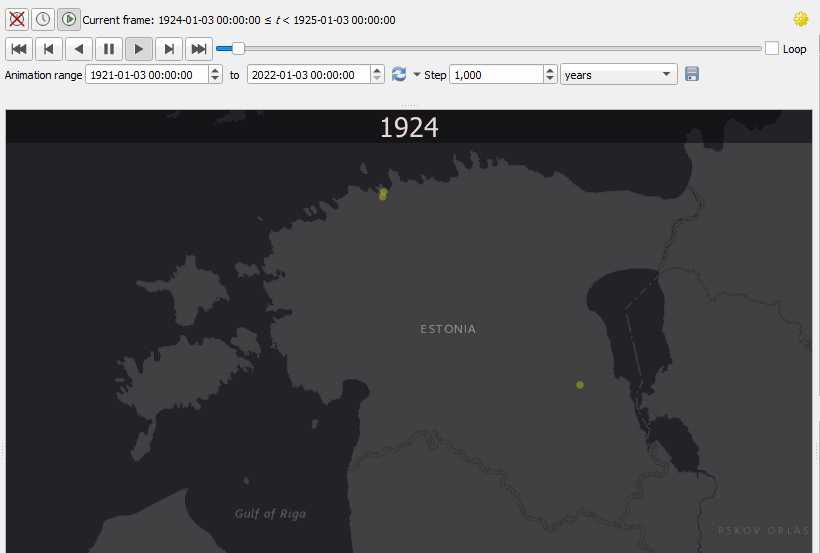 Current frame: 1924-01-03 00:00:00 ≤ t < 1925-01-03 00:00:00
Loop
Animation range 1921-01-03 00:00:00 to 2022-01-03 00:00:00 Step 1,000 years
1924
ESTONIA
Gulf of Riga
PSKOV OBLAS